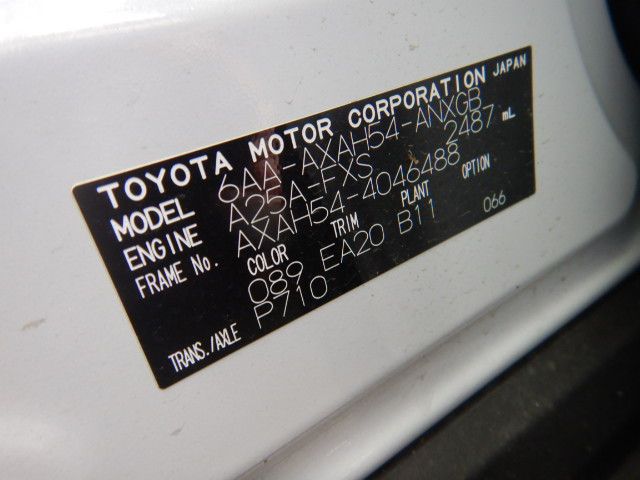 TOYOTA MOTOR CORPORATION JAPAN
MODEL 6AA-AXAH54-ANXGB
ENGINE A25A-FXS 2487 mL
FRAME No. AXAH54-4046488
COLOR TRIM PLANT OPTION
089 EA20 B11 066
TRANS./AXLE P710